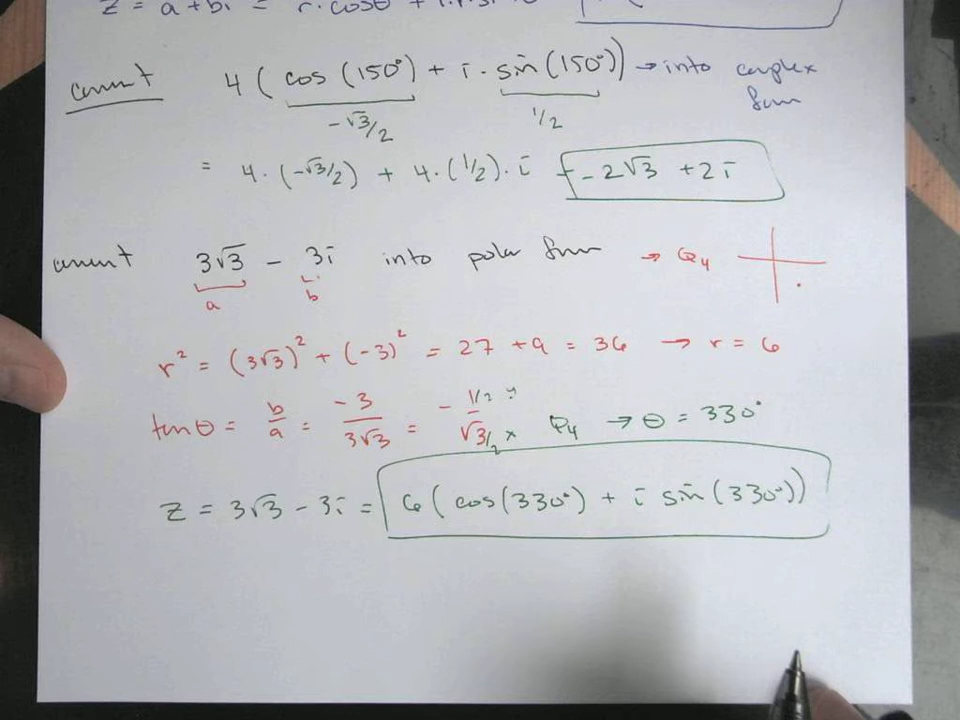 z = a + bi = r · cosθ +
convert 4 ( cos (150°) + i · sin (150°)) → into complex form
-√3/2 1/2
= 4 · (-√3/2) + 4 · (1/2) · i = -2√3 + 2i
convert 3√3 - 3i into polar form → Q4
a b
r² = (3√3)² + (-3)² = 27 + 9 = 36 → r = 6
tan θ = b/a = -3/3√3 = - 1/2 y / √3/2 x Q4 → θ = 330°
z = 3√3 - 3i = 6 ( cos (330°) + i sin (330°))